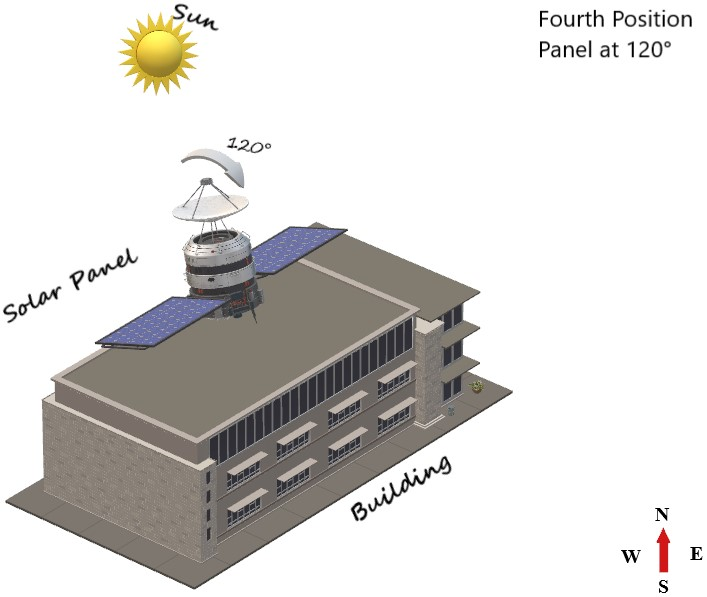 Sun
Fourth Position
Panel at 120°
120°
Solar Panel
Building
N
W E
S